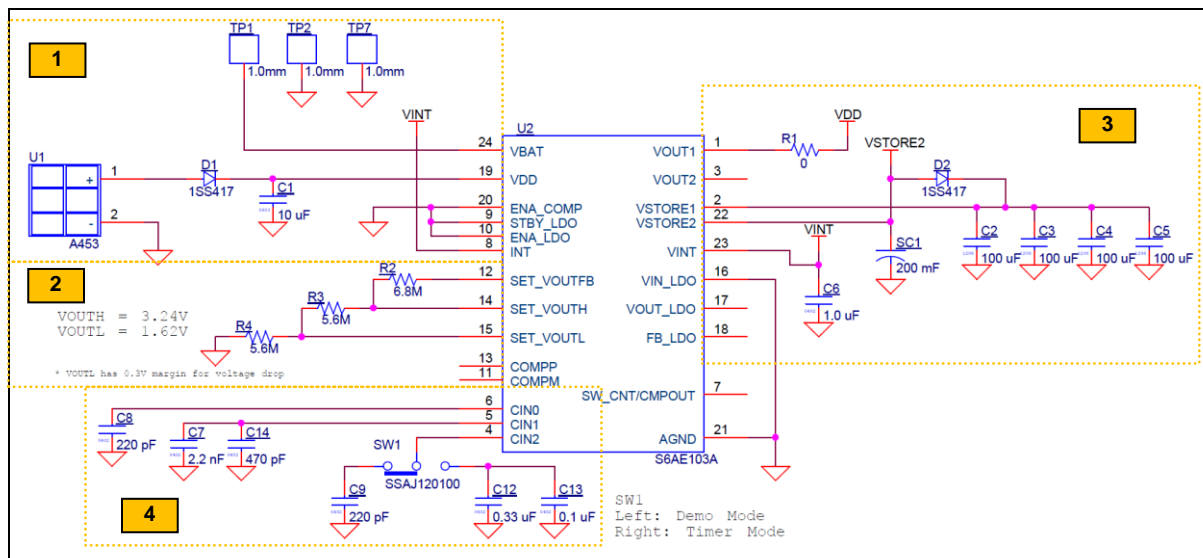 1
TP1
TP2
TP7
1.0mm
1.0mm
1.0mm
VINT
U1
+
-
A453
1
2
D1
1SS417
C1
10 uF
U2
24
VBAT
19
VDD
20
ENA_COMP
9
STBY_LDO
10
ENA_LDO
8
INT
12
SET_VOUTFB
14
SET_VOUTH
15
SET_VOUTL
13
COMPP
11
COMPM
6
CIN0
5
CIN1
4
CIN2
VOUT1
1
VOUT2
3
VSTORE1
2
VSTORE2
22
VINT
23
VIN_LDO
16
VOUT_LDO
17
FB_LDO
18
SW_CNT/CMPOUT
7
AGND
21
S6AE103A
2
VOUTH = 3.24V
VOUTL = 1.62V
R2
6.8M
R3
5.6M
R4
5.6M
* VOUTL has 0.3V margin for voltage drop
3
R1
0
VDD
VSTORE2
D2
1SS417
VINT
SC1
200 mF
C6
1.0 uF
C2
100 uF
C3
100 uF
C4
100 uF
C5
100 uF
C8
220 pF
C7
2.2 nF
C14
470 pF
SW1
SSAJ120100
C9
220 pF
C12
0.33 uF
C13
0.1 uF
4
SW1
Left: Demo Mode
Right: Timer Mode